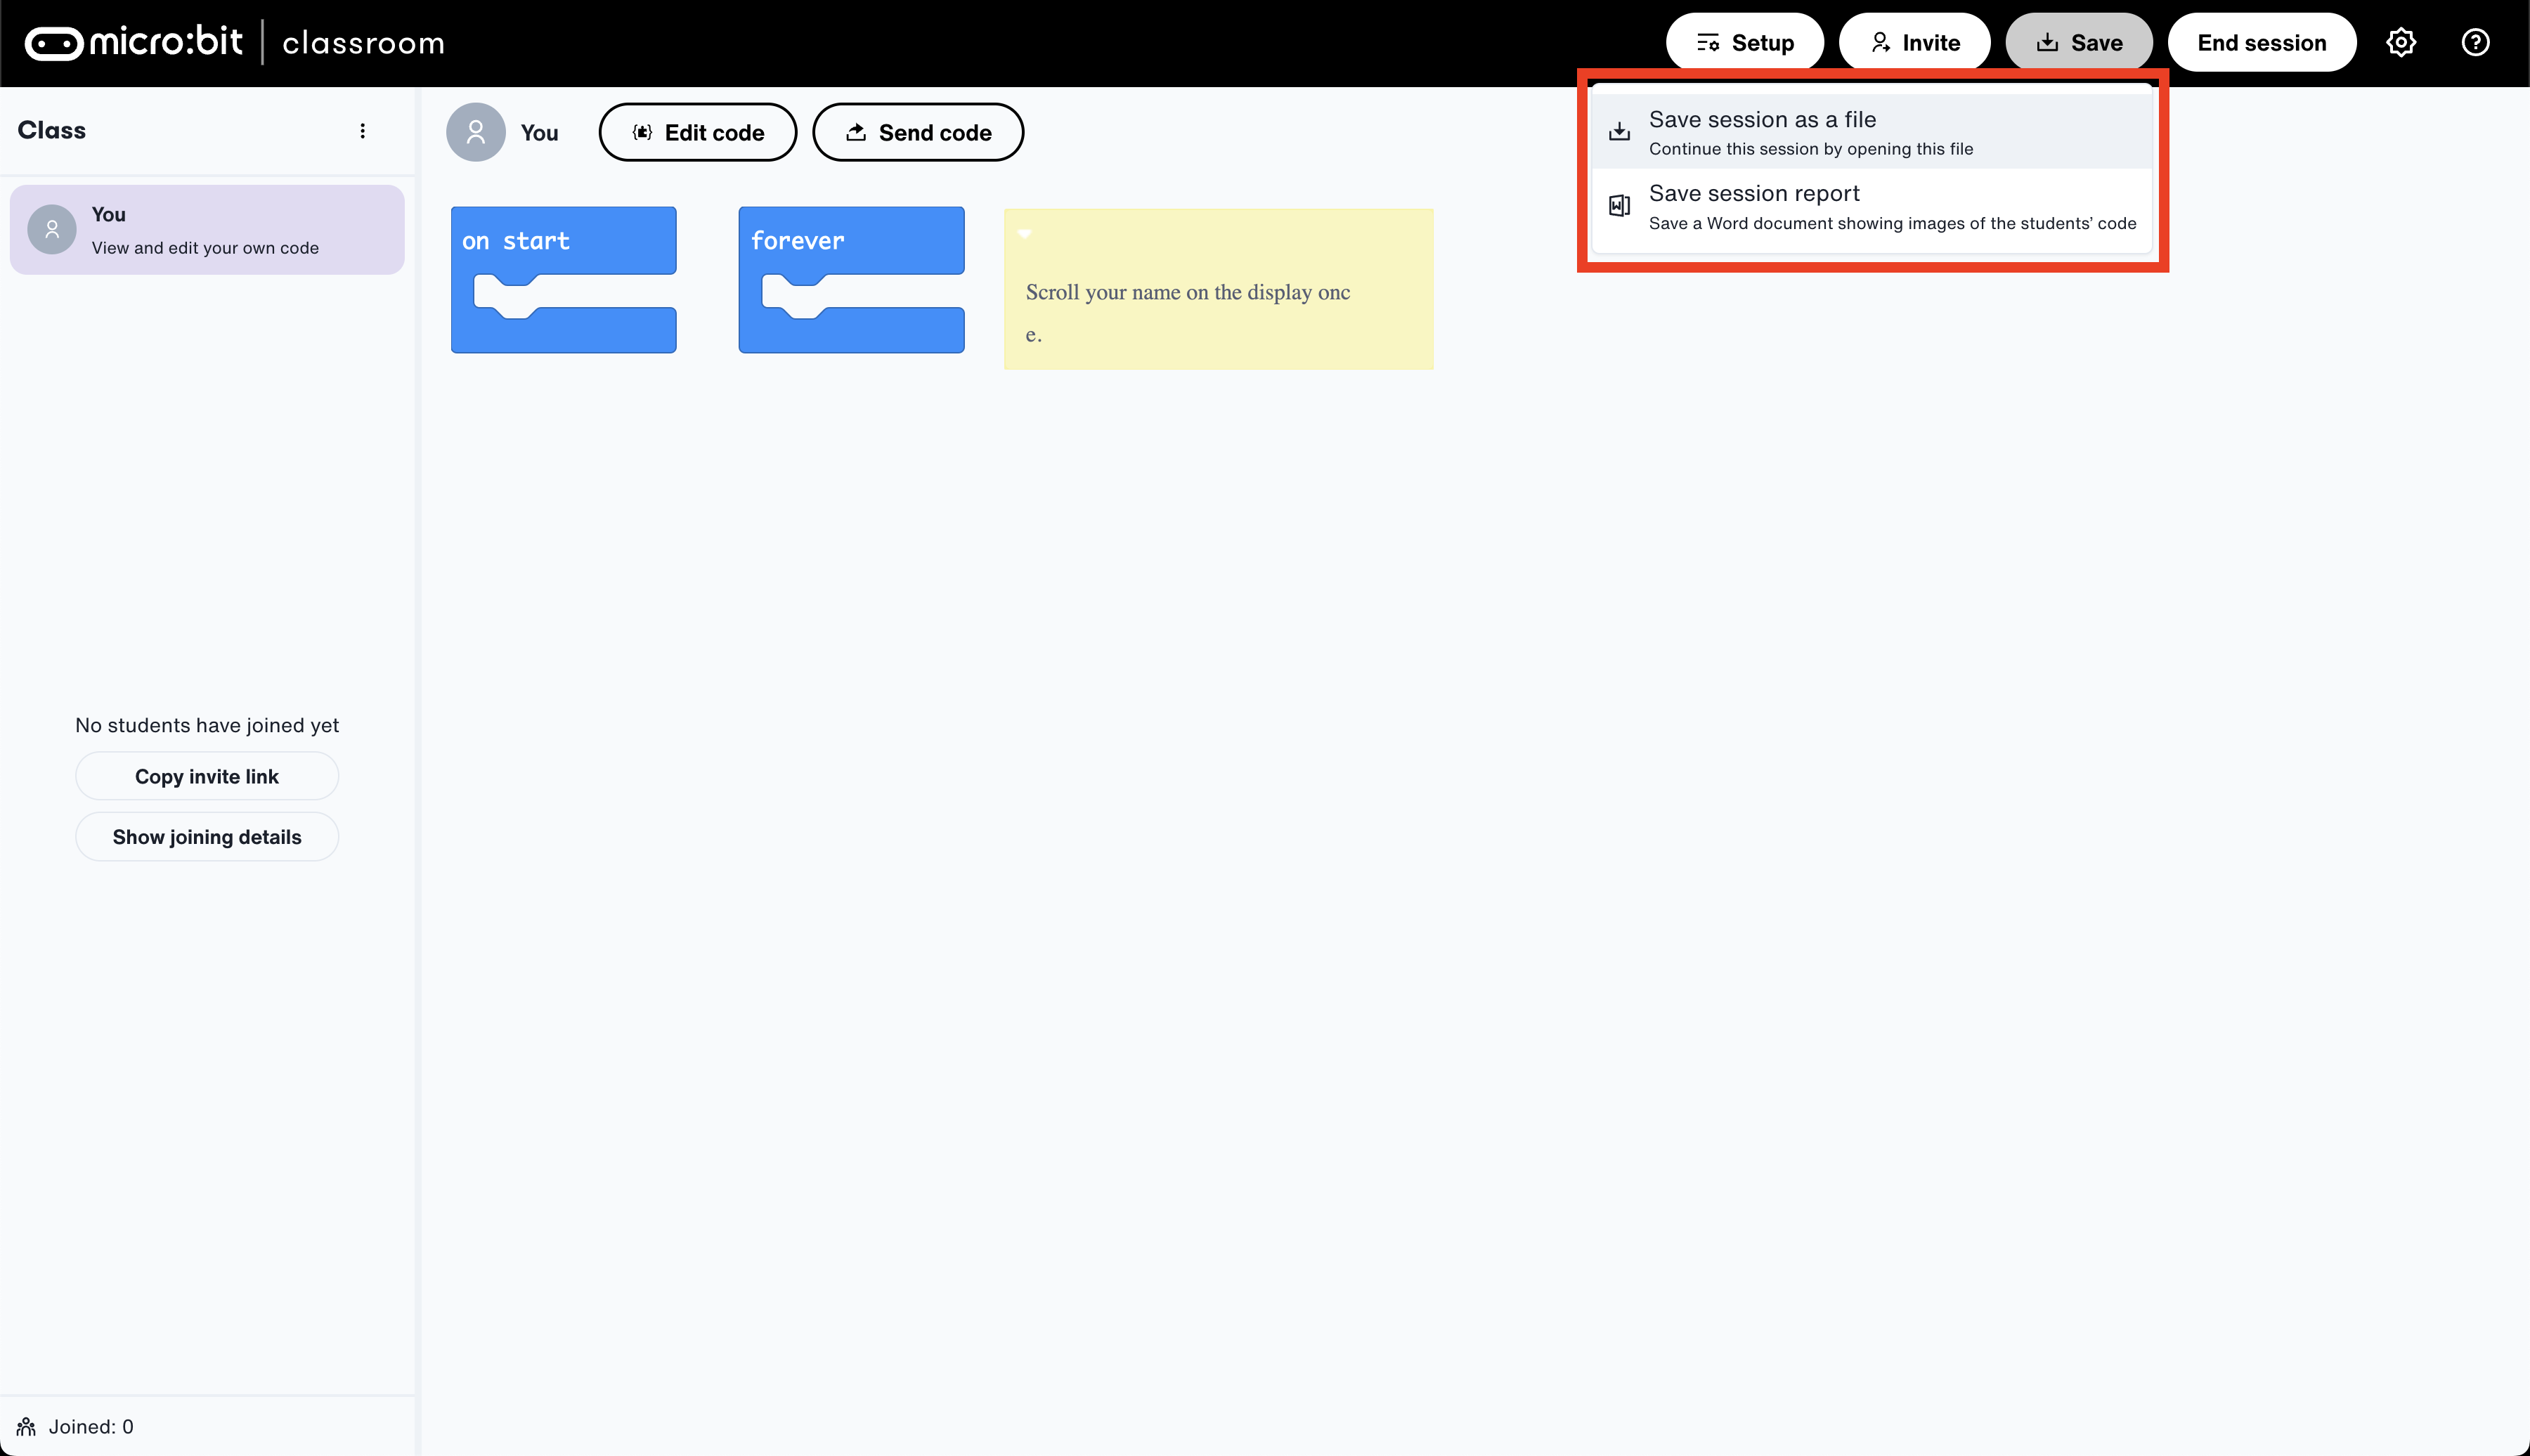 micro:bit classroom
Setup
Invite
Save
End session
Class
You
View and edit your own code
No students have joined yet
Copy invite link
Show joining details
Joined: 0
You
Edit code
Send code
on start
forever
Scroll your name on the display onc
e.
Save session as a file
Continue this session by opening this file
Save session report
Save a Word document showing images of the students’ code